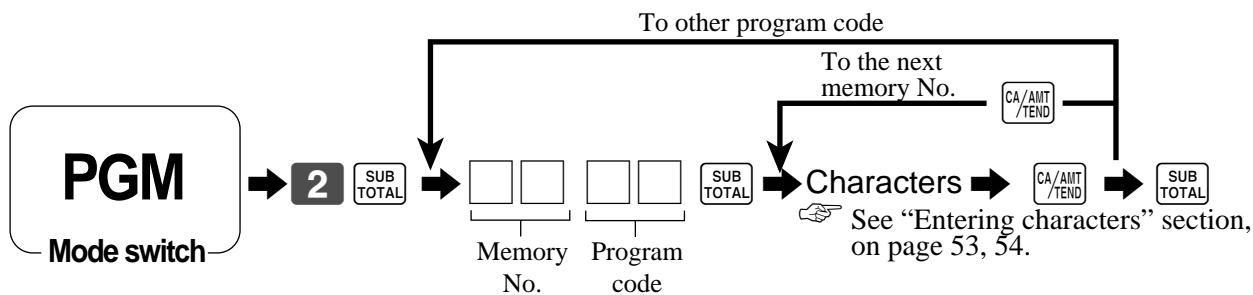 To other program code
To the next
memory No.
CA/AMT
/TEND
PGM
Mode switch
2
SUB
TOTAL
SUB
TOTAL
Characters
CA/AMT
/TEND
SUB
TOTAL
See “Entering characters” section,
on page 53, 54.
Memory
No.
Program
code